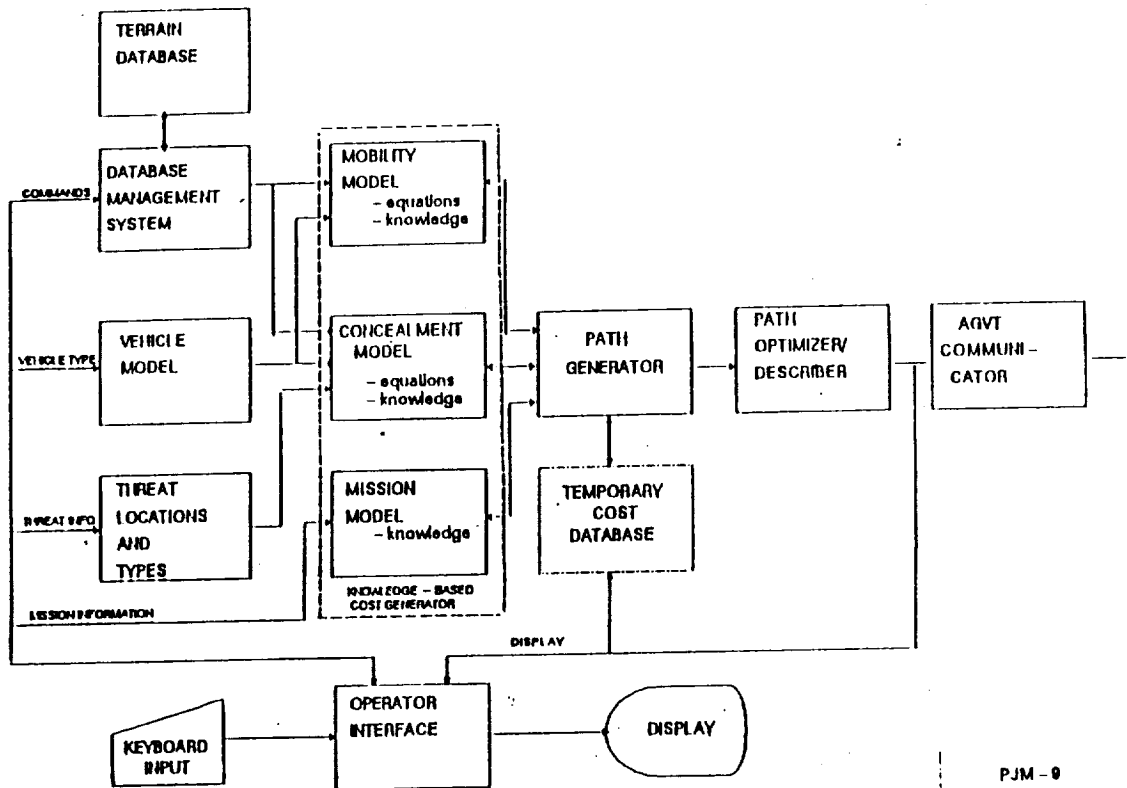 TERRAIN
DATABASE
DATABASE
MANAGEMENT
SYSTEM
COMMANDS
MOBILITY
MODEL
– equations
– knowledge
VEHICLE
MODEL
VEHICLE TYPE
CONCEALMENT
MODEL
– equations
– knowledge
PATH
GENERATOR
PATH
OPTIMIZER/
DESCRIBER
AGVT
COMMUNI –
CATOR
THREAT
LOCATIONS
AND
TYPES
THREAT INFO
MISSION
MODEL
– knowledge
TEMPORARY
COST
DATABASE
KNOWLEDGE – BASED
COST GENERATOR
MISSION INFORMATION
DISPLAY
OPERATOR
INTERFACE
KEYBOARD
INPUT
DISPLAY
PJM – 9